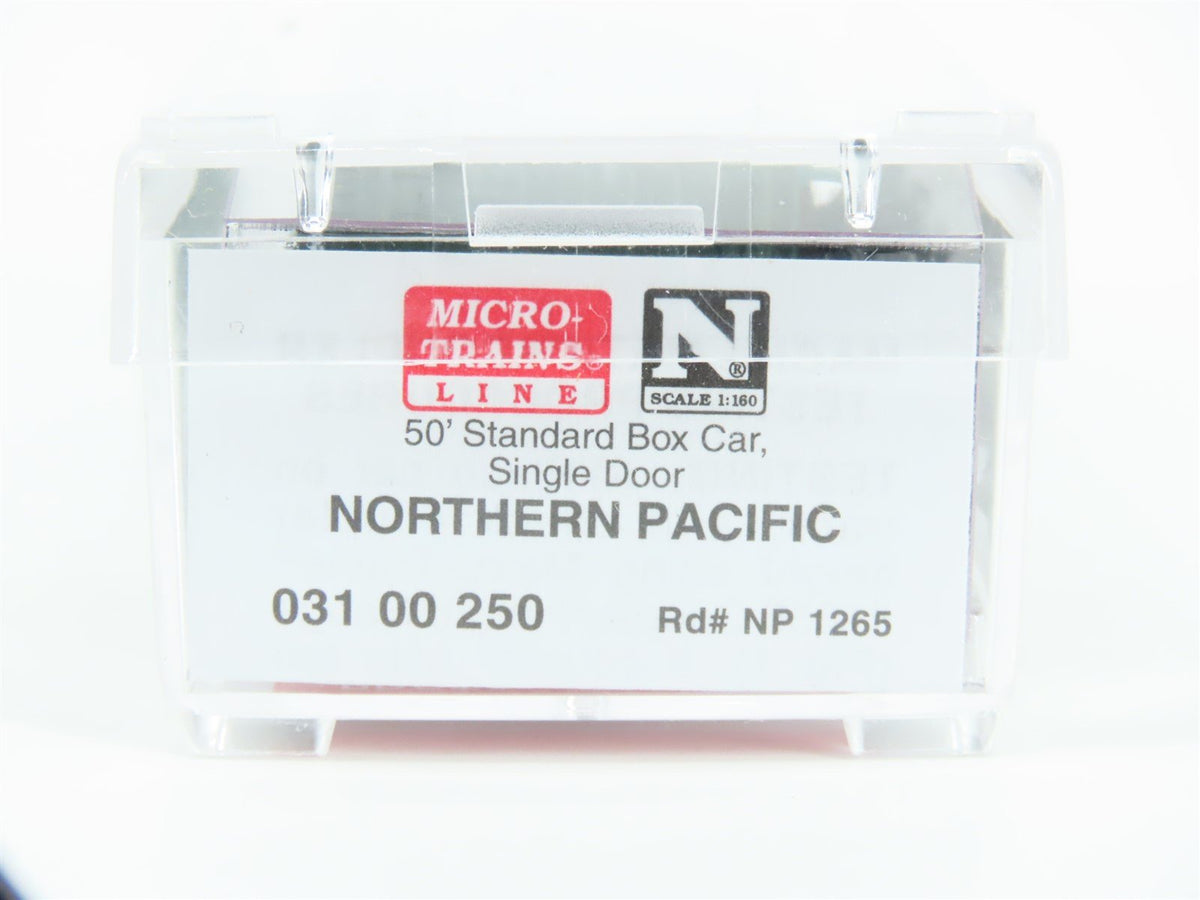 MICRO-
TRAINS®
LINE
N®
SCALE 1:160
50' Standard Box Car,
Single Door
NORTHERN PACIFIC
031 00 250
Rd# NP 1265